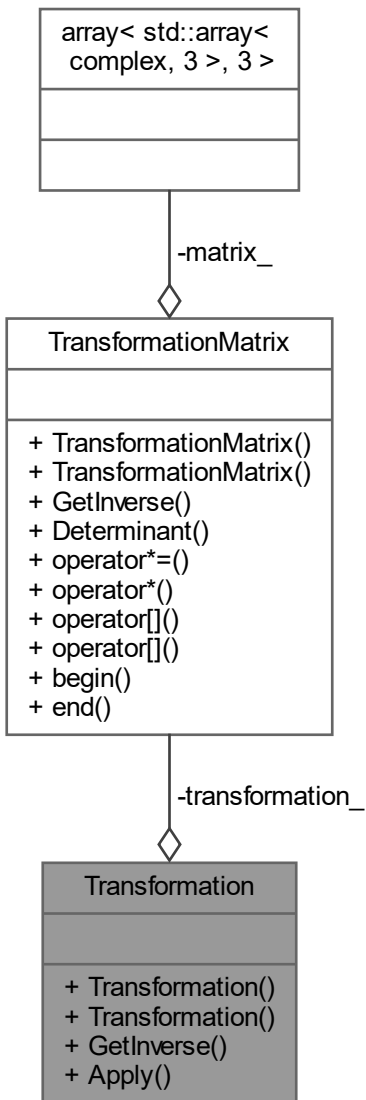 array< std::array<
complex, 3 >, 3 >
-matrix_
TransformationMatrix
+ TransformationMatrix()
+ TransformationMatrix()
+ GetInverse()
+ Determinant()
+ operator*=()
+ operator*()
+ operator[]()
+ operator[]()
+ begin()
+ end()
-transformation_
Transformation
+ Transformation()
+ Transformation()
+ GetInverse()
+ Apply()